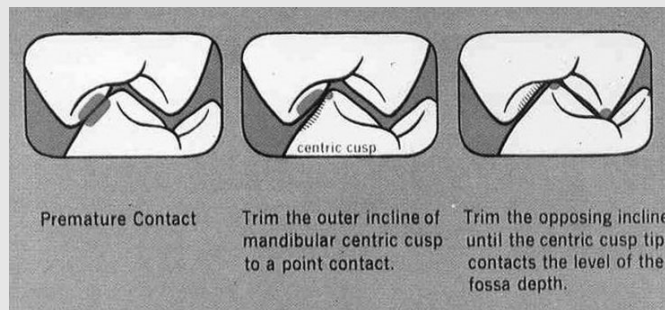 centric cusp
Premature Contact
Trim the outer incline of
mandibular centric cusp
to a point contact.
Trim the opposing incline
until the centric cusp tip
contacts the level of the
fossa depth.